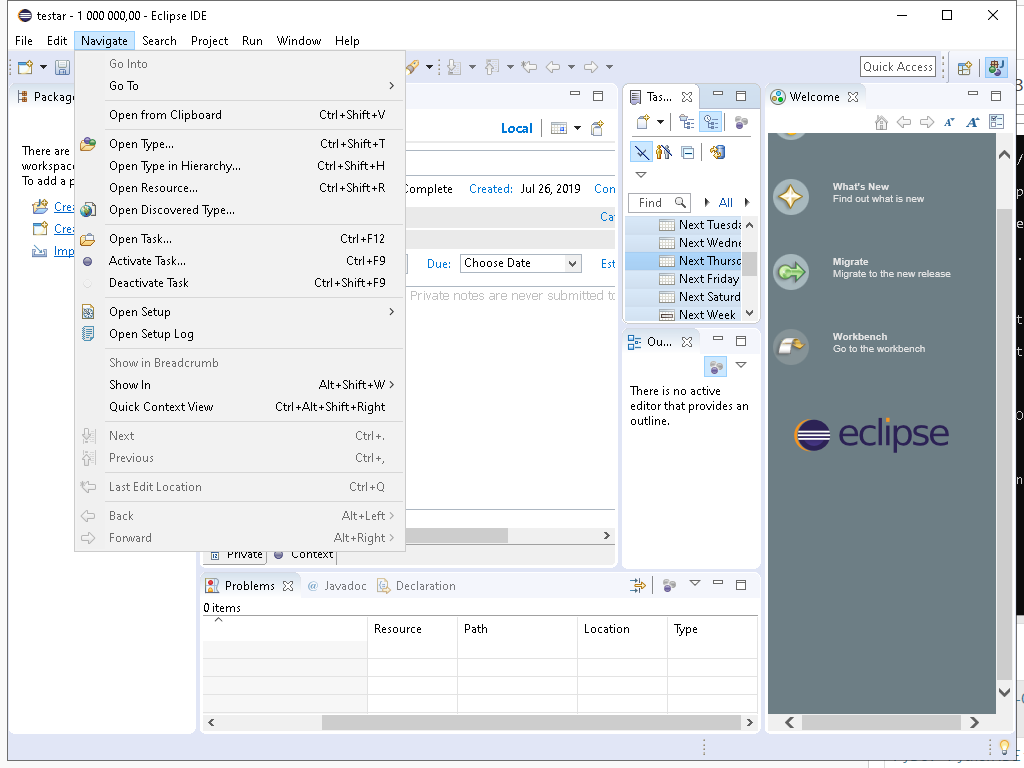 testar - 1 000 000,00 - Eclipse IDE
File Edit Navigate Search Project Run Window Help
Quick Access
Go Into
Go To
Open from Clipboard Ctrl+Shift+V
Open Type... Ctrl+Shift+T
Open Type in Hierarchy... Ctrl+Shift+H
Open Resource... Ctrl+Shift+R
Open Discovered Type...
Open Task... Ctrl+F12
Activate Task... Ctrl+F9
Deactivate Task Ctrl+Shift+F9
Open Setup
Open Setup Log
Show in Breadcrumb
Show In Alt+Shift+W
Quick Context View Ctrl+Alt+Shift+Right
Next Ctrl+.
Previous Ctrl+,
Last Edit Location Ctrl+Q
Back Alt+Left
Forward Alt+Right
Packag
There are
workspac
To add a p
Crea
Crea
Imp
Local
Complete Created: Jul 26, 2019 Con
Ca
Due: Choose Date Est
Private notes are never submitted to
Private Context
Tas...
Find All
Next Tuesda
Next Wedne
Next Thursd
Next Friday
Next Saturd
Next Week
Ou...
There is no active
editor that provides an
outline.
Welcome
What's New
Find out what is new
Migrate
Migrate to the new release
Workbench
Go to the workbench
eclipse
Problems @ Javadoc Declaration
0 items
Resource Path Location Type